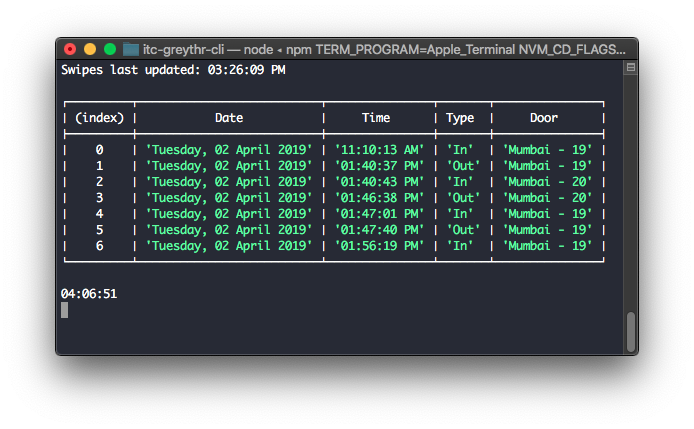 itc-greythr-cli — node ◂ npm TERM_PROGRAM=Apple_Terminal NVM_CD_FLAGS...
Swipes last updated: 03:26:09 PM
(index) Date Time Type Door
0 'Tuesday, 02 April 2019' '11:10:13 AM' 'In' 'Mumbai - 19'
1 'Tuesday, 02 April 2019' '01:40:37 PM' 'Out' 'Mumbai - 19'
2 'Tuesday, 02 April 2019' '01:40:43 PM' 'In' 'Mumbai - 20'
3 'Tuesday, 02 April 2019' '01:46:38 PM' 'Out' 'Mumbai - 20'
4 'Tuesday, 02 April 2019' '01:47:01 PM' 'In' 'Mumbai - 19'
5 'Tuesday, 02 April 2019' '01:47:40 PM' 'Out' 'Mumbai - 19'
6 'Tuesday, 02 April 2019' '01:56:19 PM' 'In' 'Mumbai - 19'
04:06:51